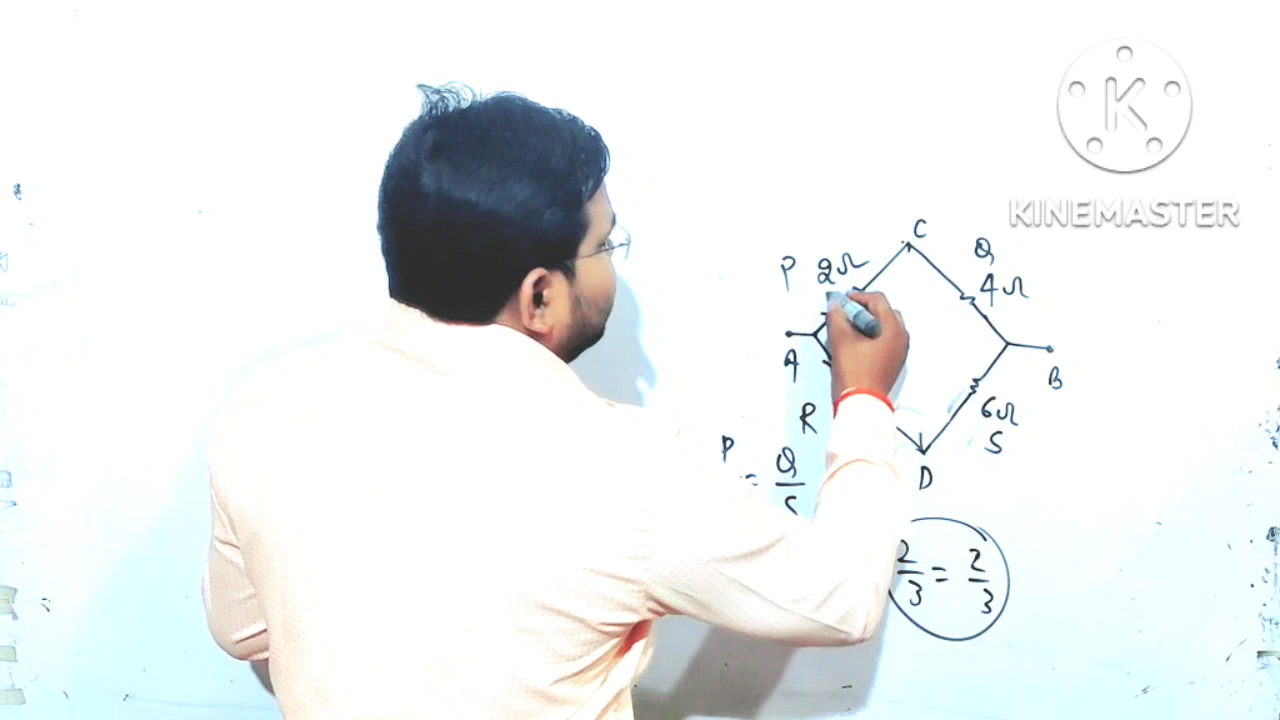 K
KINEMASTER
C
P 2Ω
Q
4Ω
A
B
R
6Ω
S
D
P = Q
2/3 = 2/3